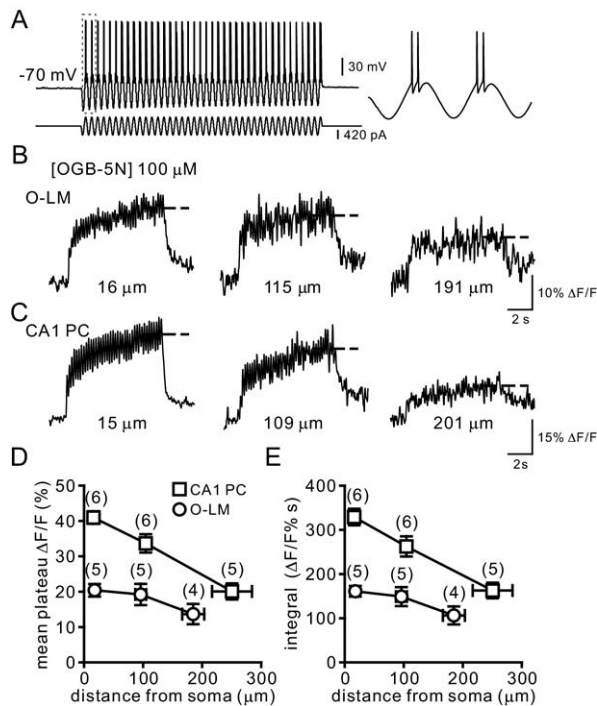 A
-70 mV
30 mV
420 pA
B
[OGB-5N] 100 μM
O-LM
16 μm
115 μm
191 μm
10% ΔF/F
2 s
C
CA1 PC
15 μm
109 μm
201 μm
15% ΔF/F
2s
D
mean plateau ΔF/F (%)
50
40
30
20
10
0
CA1 PC
O-LM
(6)
(6)
(5)
(5)
(5)
(4)
0
100
200
300
distance from soma (μm)
E
integral (ΔF/F% s)
400
300
200
100
0
(6)
(6)
(5)
(5)
(5)
(4)
0
100
200
300
distance from soma (μm)